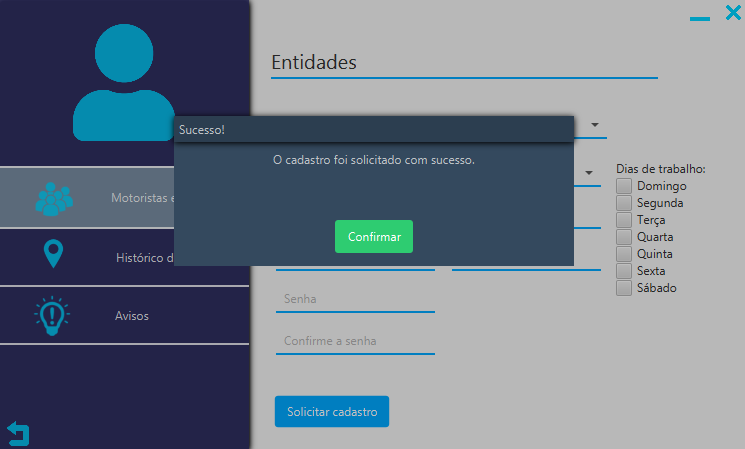 Entidades
Sucesso!
O cadastro foi solicitado com sucesso.
Confirmar
Motoristas e
Histórico d
Avisos
Dias de trabalho:
Domingo
Segunda
Terça
Quarta
Quinta
Sexta
Sábado
Senha
Confirme a senha
Solicitar cadastro